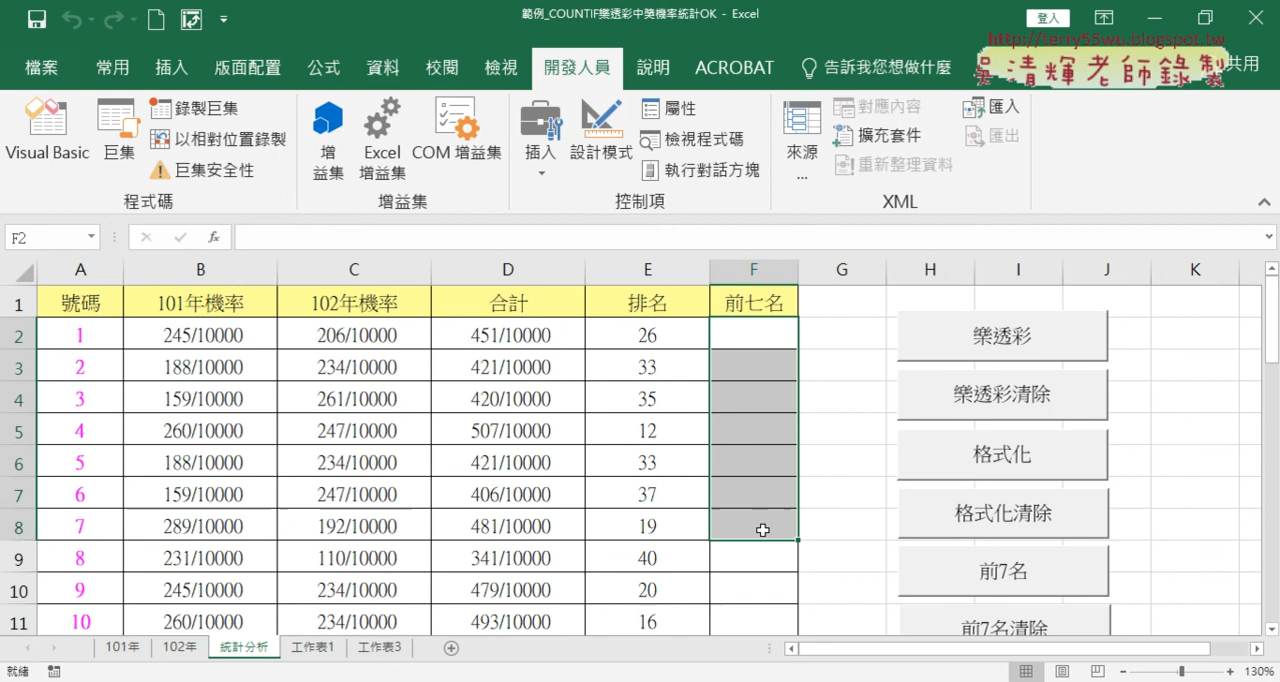 範例_COUNTIF樂透彩中獎機率統計OK - Excel
登入
http://terry55wu.blogspot.tw
吳清輝老師錄製
檔案 常用 插入 版面配置 公式 資料 校閱 檢視 開發人員 說明 ACROBAT 告訴我您想做什麼 共用
Visual Basic
巨集
錄製巨集
以相對位置錄製
巨集安全性
程式碼
增
益集
Excel
增益集
COM 增益集
增益集
插入
設計模式
屬性
檢視程式碼
執行對話方塊
控制項
來源
...
對應內容
擴充套件
重新整理資料
匯入
匯出
XML
F2
fx
A B C D E F G H I J K
1 號碼 101年機率 102年機率 合計 排名 前七名
2 1 245/10000 206/10000 451/10000 26
3 2 188/10000 234/10000 421/10000 33
4 3 159/10000 261/10000 420/10000 35
5 4 260/10000 247/10000 507/10000 12
6 5 188/10000 234/10000 421/10000 33
7 6 159/10000 247/10000 406/10000 37
8 7 289/10000 192/10000 481/10000 19
9 8 231/10000 110/10000 341/10000 40
10 9 245/10000 234/10000 479/10000 20
11 10 260/10000 234/10000 493/10000 16
樂透彩
樂透彩清除
格式化
格式化清除
前7名
前7名清除
101年 102年 統計分析 工作表1 工作表3
就緒
130%